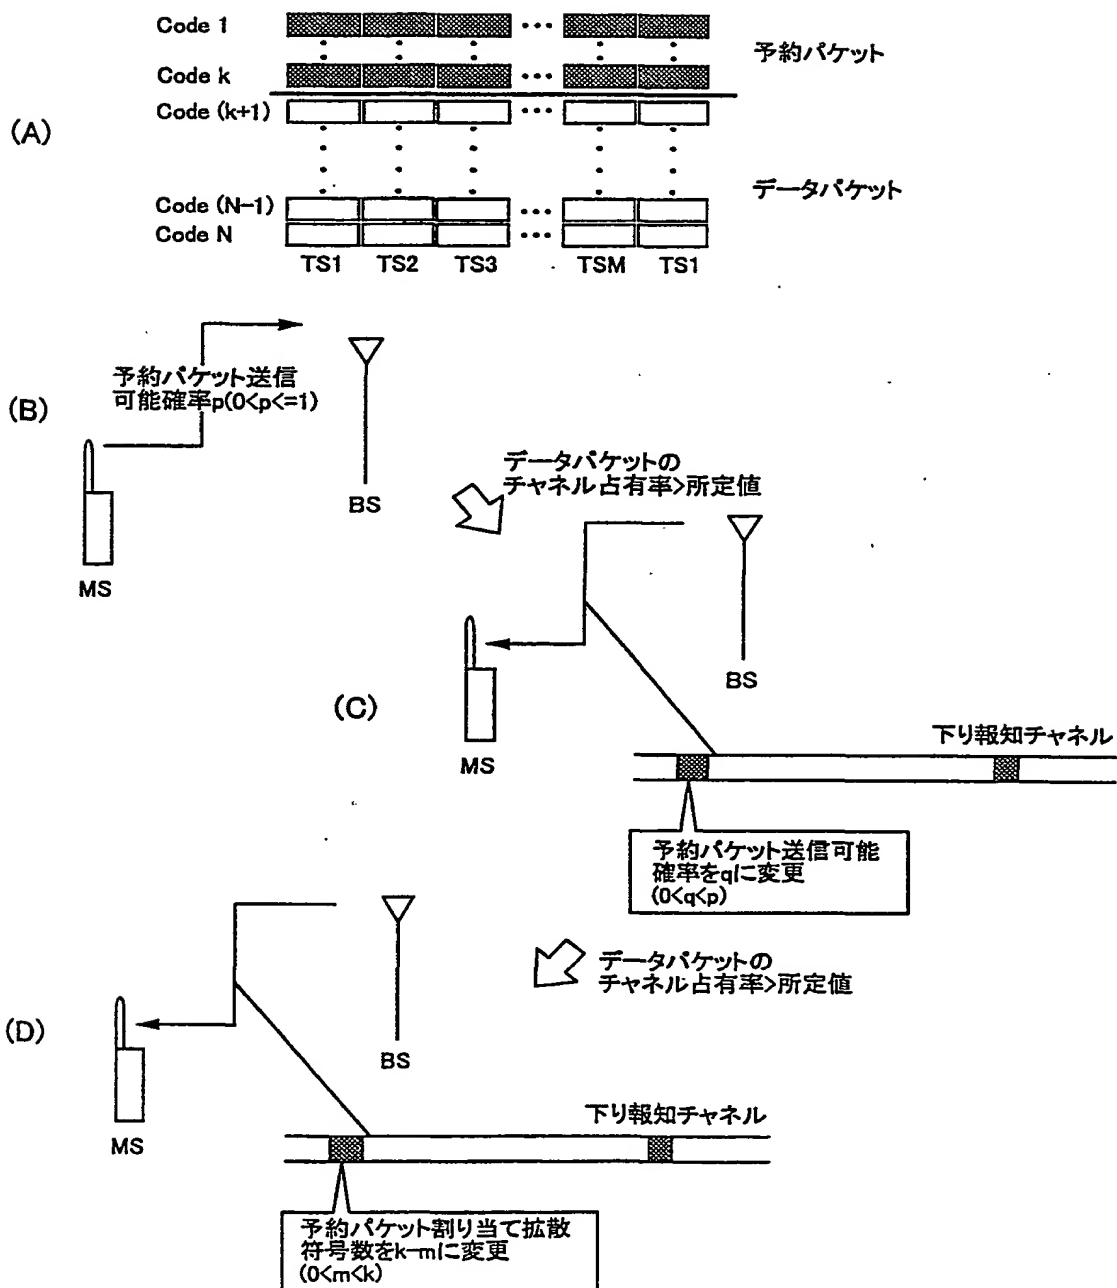 (A)
Code 1
Code k
予約パケット
Code (k+1)
Code (N−1)
Code N
データパケット
TS1 TS2 TS3 TSM TS1
(B)
予約パケット送信
可能確率p(0<p<=1)
MS
BS
データパケットの
チャネル占有率>所定値
(C)
MS
BS
下り報知チャネル
予約パケット送信可能
確率をqに変更
(0<q<p)
データパケットの
チャネル占有率>所定値
(D)
MS
BS
下り報知チャネル
予約パケット割り当て拡散
符号数をk−mに変更
(0<m<k)